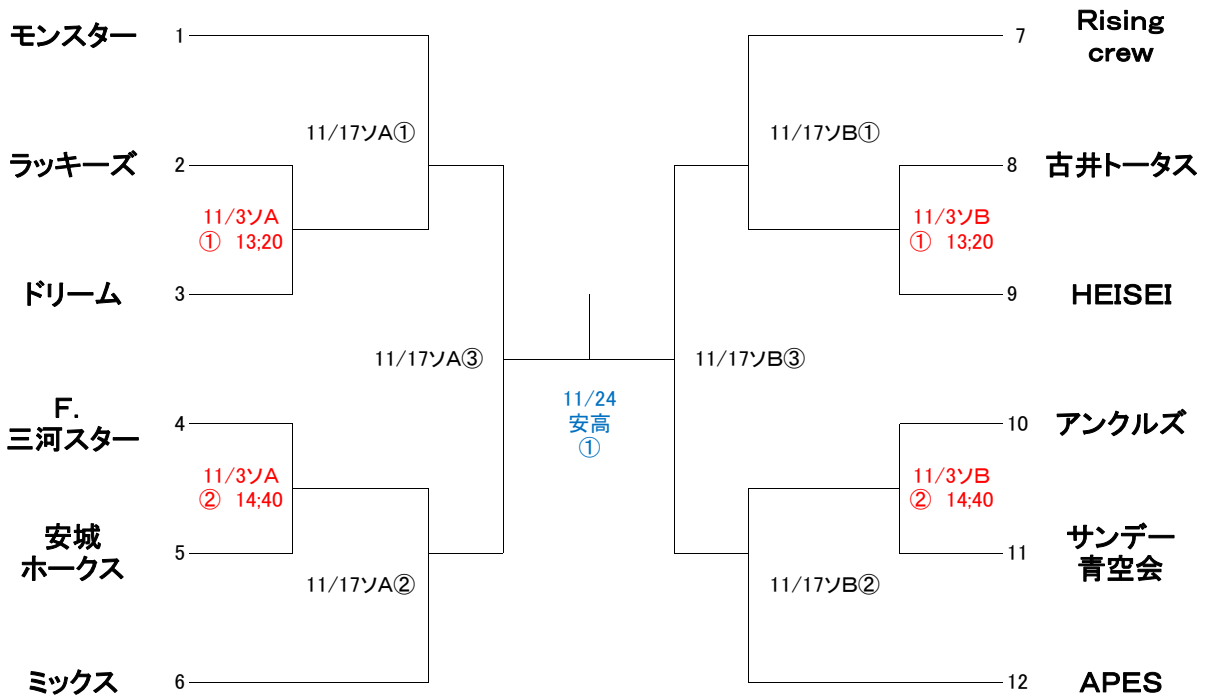 モンスター 1
7 Rising
crew
11/17ソA①
11/17ソB①
ラッキーズ 2
8 古井トータス
11/3ソA
① 13;20
11/3ソB
① 13;20
ドリーム 3
9 HEISEI
11/17ソA③
11/17ソB③
11/24
安高
①
F.
三河スター 4
10 アンクルズ
11/3ソA
② 14;40
11/3ソB
② 14;40
安城
ホークス 5
11 サンデー
青空会
11/17ソA②
11/17ソB②
ミックス 6
12 APES